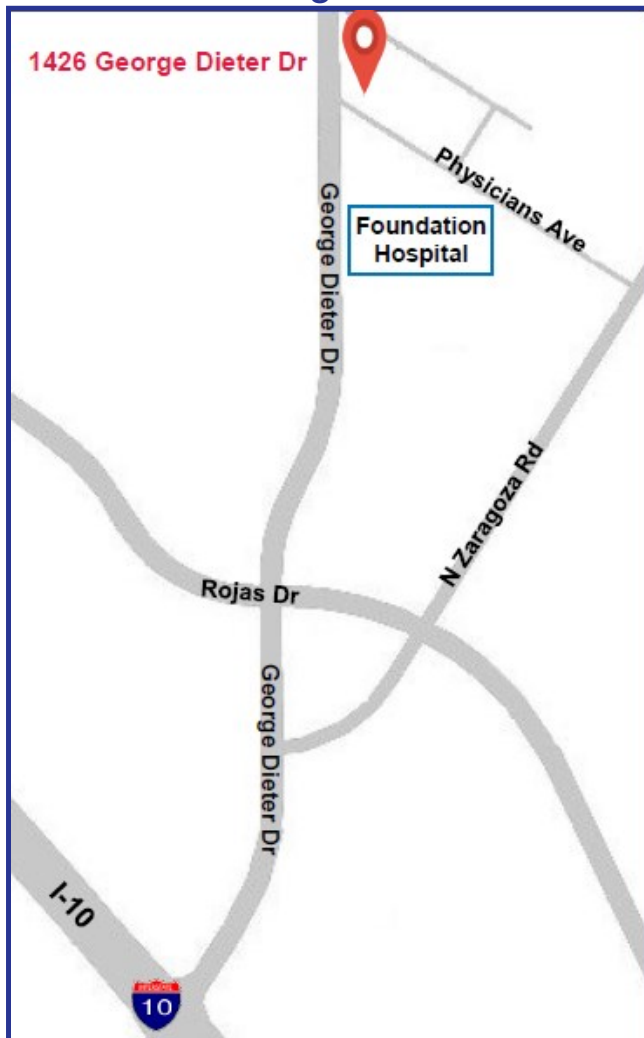 1426 George Dieter Dr
Physicians Ave
George Dieter Dr
Foundation
Hospital
N Zaragoza Rd
Rojas Dr
George Dieter Dr
I-10
INTERSTATE
10